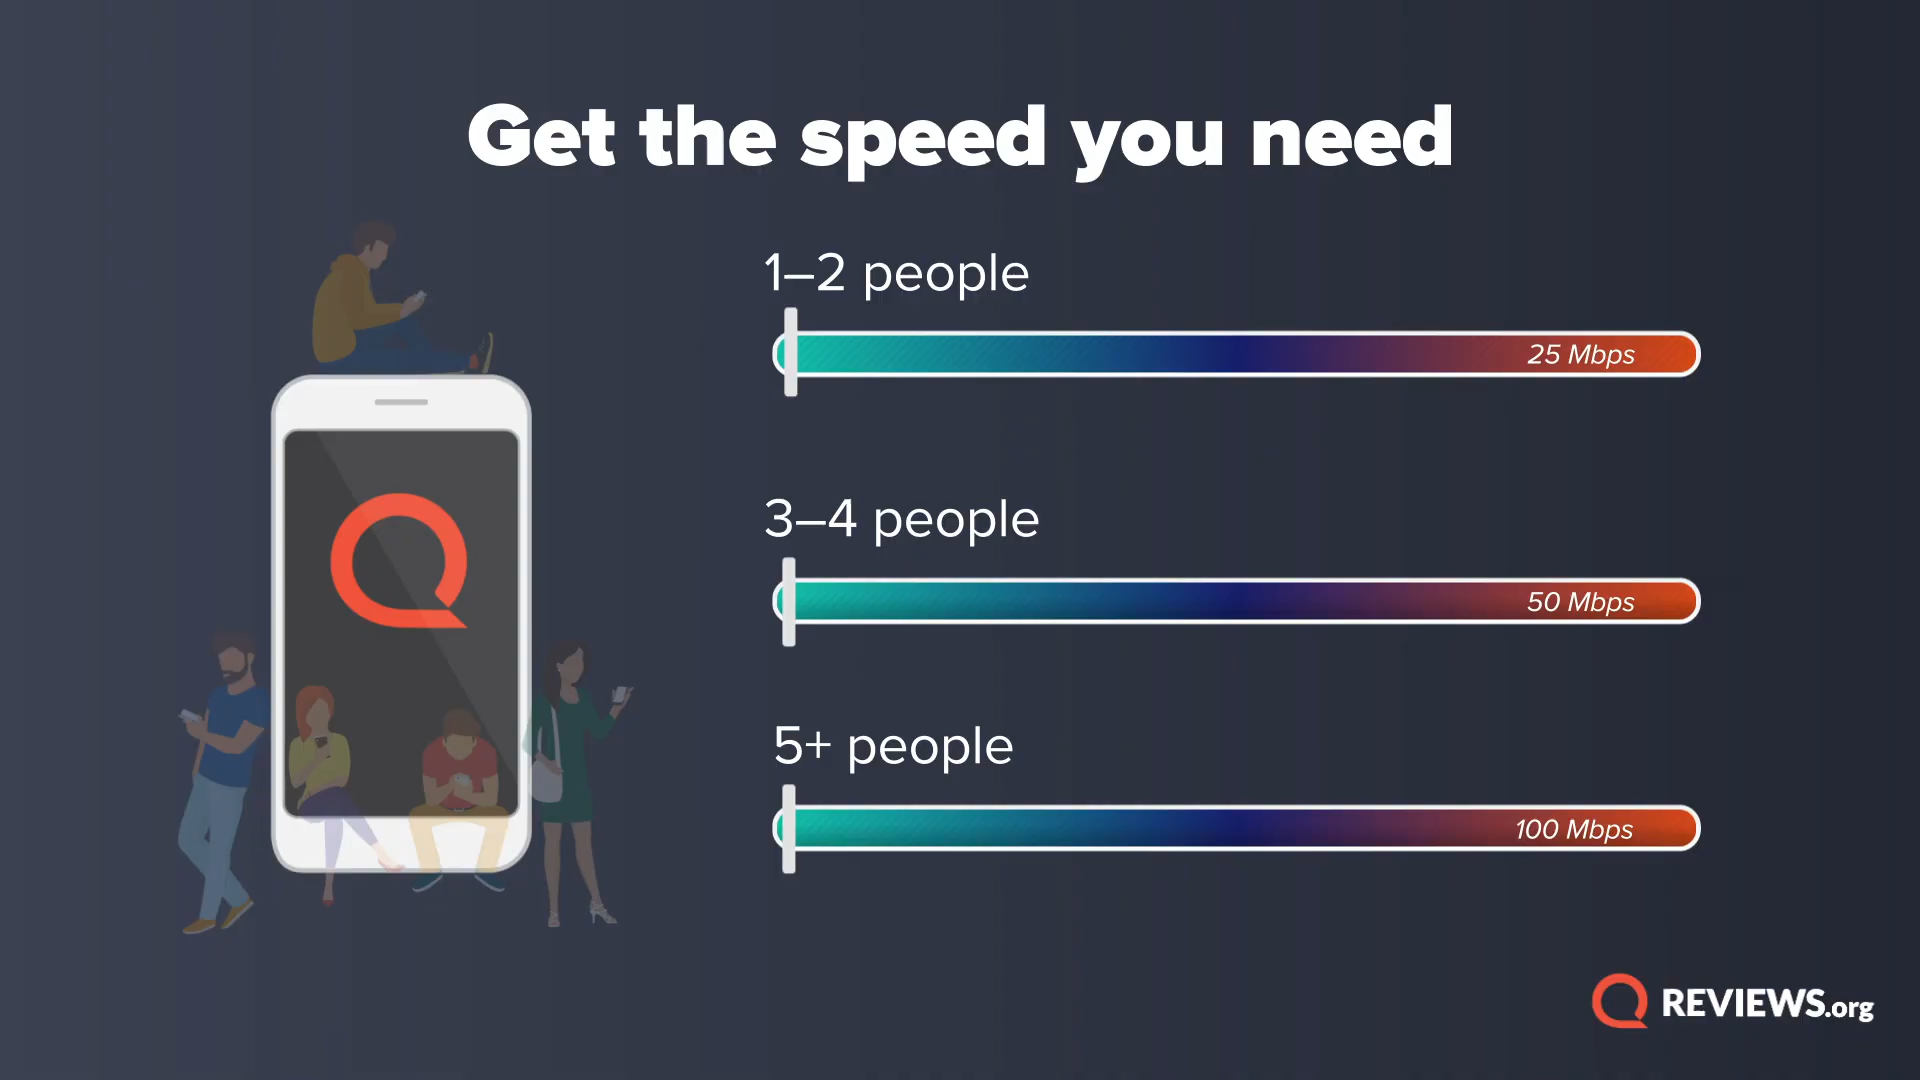 Get the speed you need
1–2 people
25 Mbps
3–4 people
50 Mbps
5+ people
100 Mbps
REVIEWS.org